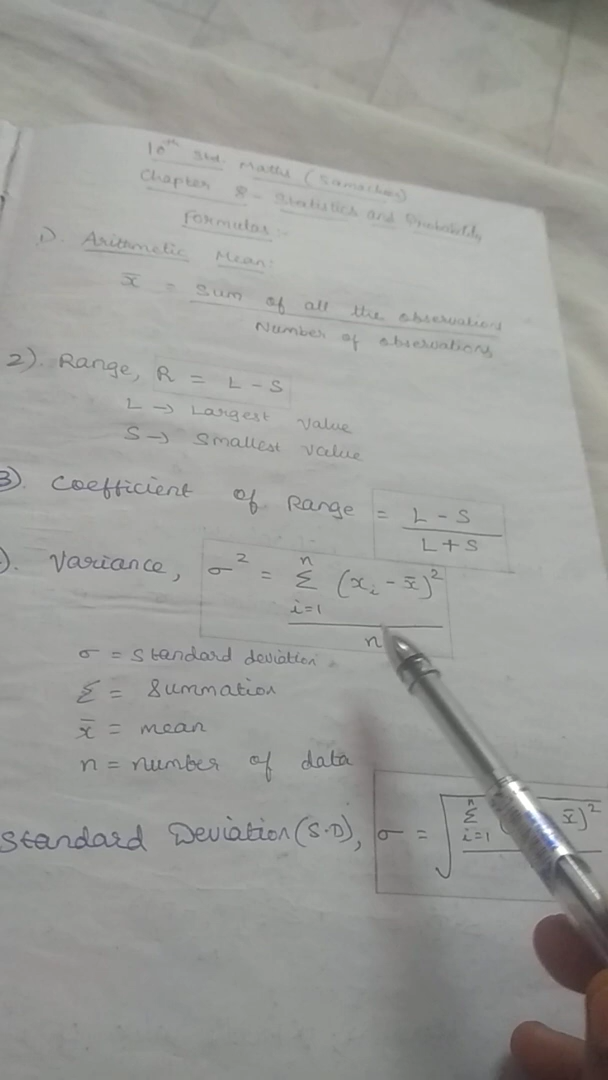 10th Std. Maths (Samacheer)
Chapter 8 - Statistics and Probability
Formulas:-
1). Arithmetic Mean:
x̄ = Sum of all the observations
Number of observations
2). Range, R = L - S
L → Largest value
S → Smallest value
3). Coefficient of Range = L - S
L + S
). Variance, σ² = n Σ i=1 (xᵢ - x̄)²
n
σ = Standard deviation.
Σ = Summation
x̄ = mean
n = number of data
Standard Deviation (S.D), σ = √ n Σ i=1 ( x̄)²